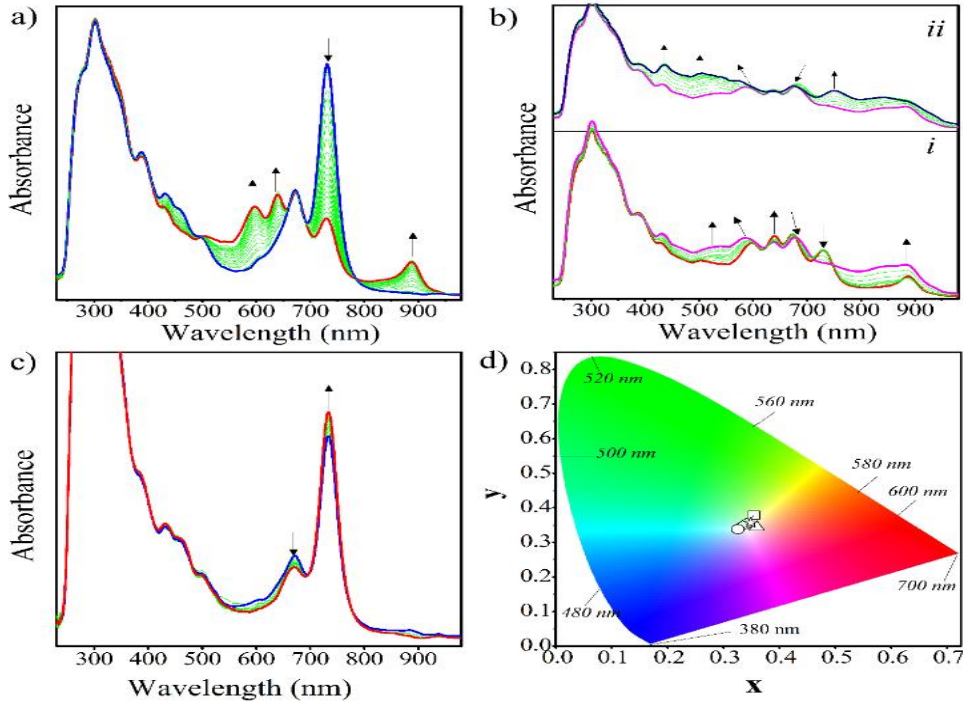 a)
Absorbance
300 400 500 600 700 800 900
Wavelength (nm)
b)
ii
i
Absorbance
300 400 500 600 700 800 900
Wavelength (nm)
c)
Absorbance
300 400 500 600 700 800 900
Wavelength (nm)
d)
0.8
0.7
0.6
0.5
0.4
0.3
0.2
0.1
0.0
y
520 nm
560 nm
500 nm
580 nm
600 nm
700 nm
480 nm
380 nm
0.0 0.1 0.2 0.3 0.4 0.5 0.6 0.7
x